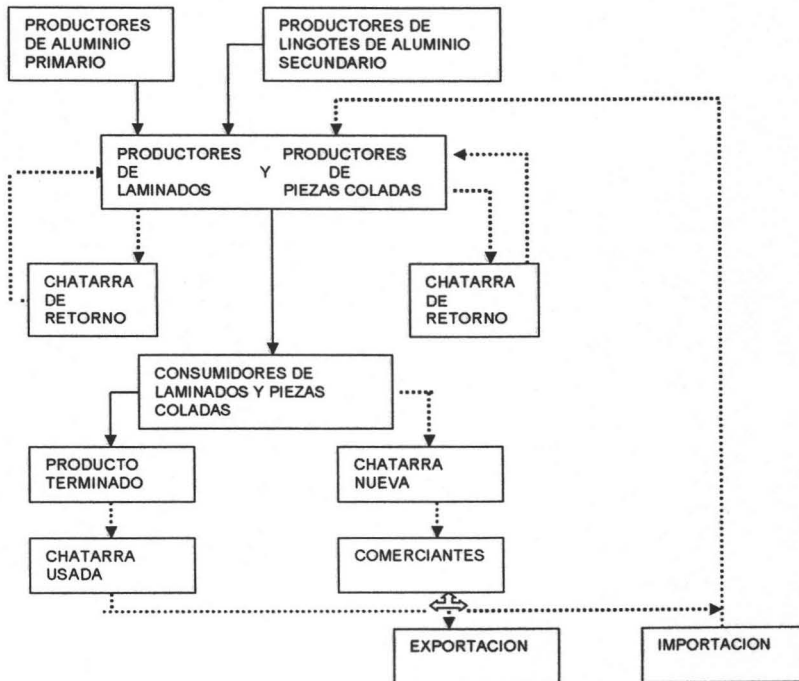 PRODUCTORES
DE ALUMINIO
PRIMARIO
PRODUCTORES DE
LINGOTES DE ALUMINIO
SECUNDARIO
PRODUCTORES
DE
LAMINADOS
Y
PRODUCTORES
DE
PIEZAS COLADAS
CHATARRA
DE
RETORNO
CHATARRA
DE
RETORNO
CONSUMIDORES DE
LAMINADOS Y PIEZAS
COLADAS
PRODUCTO
TERMINADO
CHATARRA
NUEVA
CHATARRA
USADA
COMERCIANTES
EXPORTACION
IMPORTACION